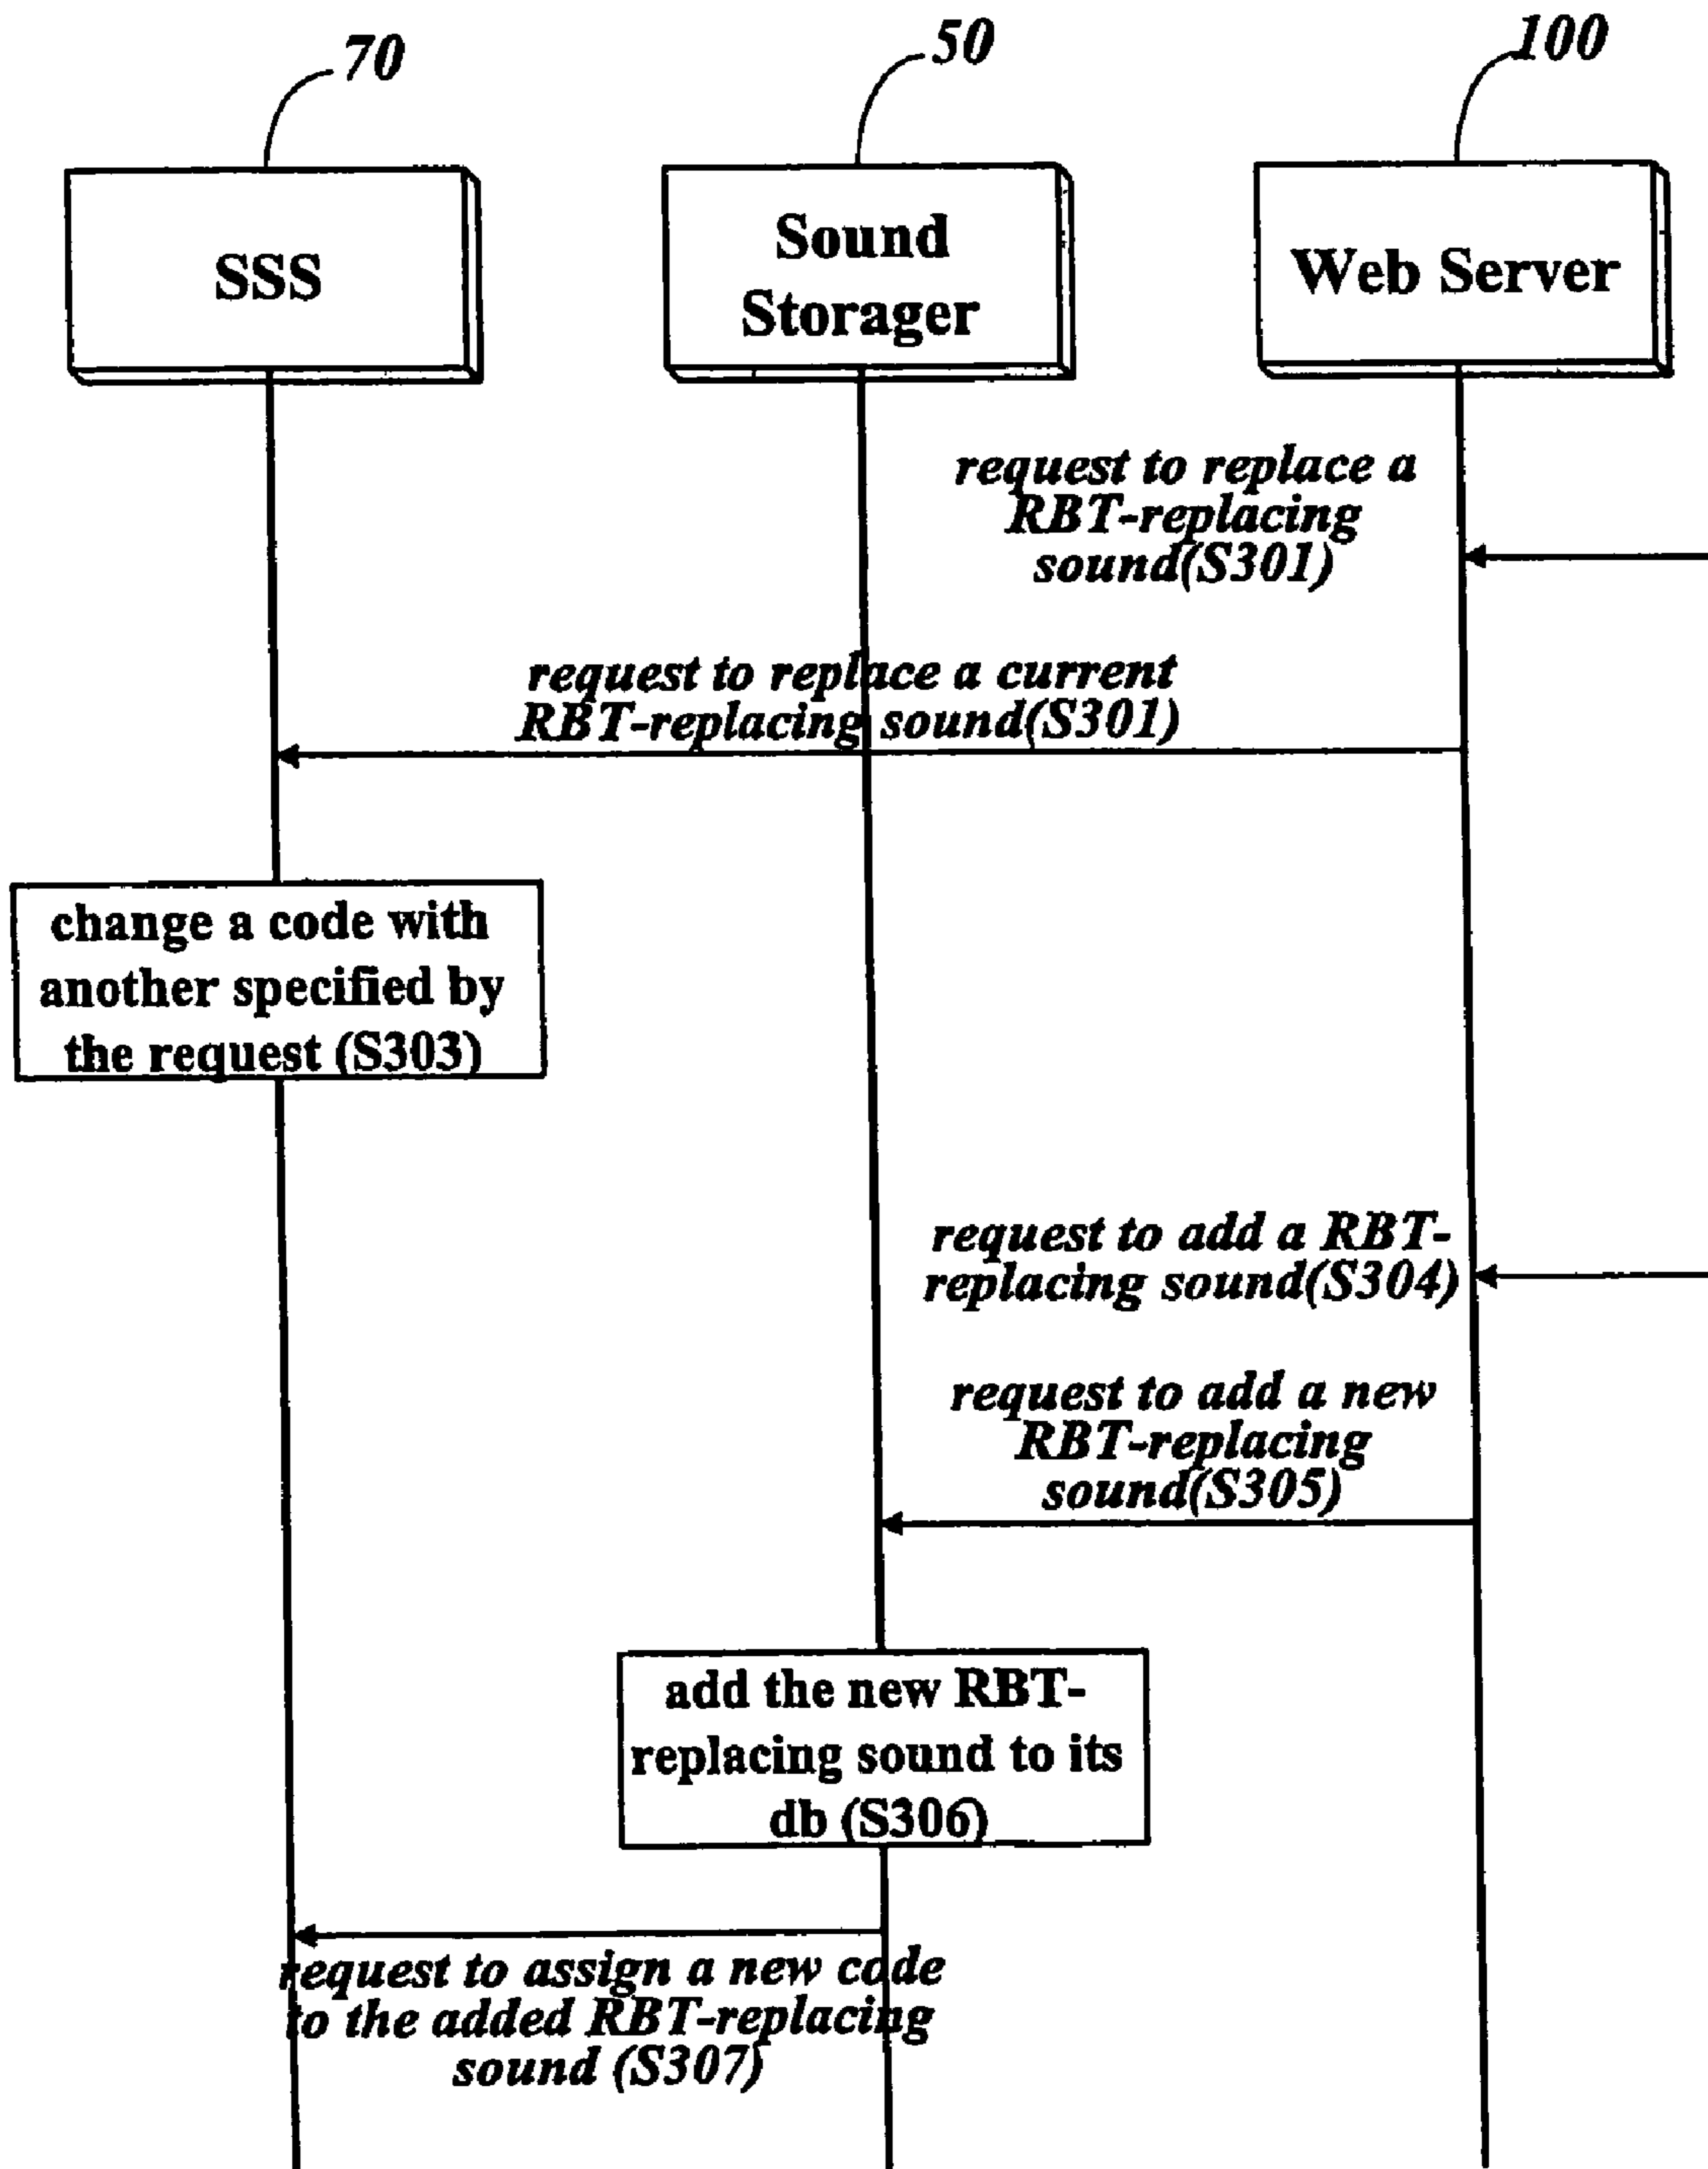 70
50
100
SSS
Sound
Storager
Web Server
request to replace a
RBT-replacing
sound(S301)
request to replace a current
RBT-replacing sound(S301)
change a code with
another specified by
the request (S303)
request to add a RBT-
replacing sound(S304)
request to add a new
RBT-replacing
sound(S305)
add the new RBT-
replacing sound to its
db (S306)
request to assign a new code
to the added RBT-replacing
sound (S307)